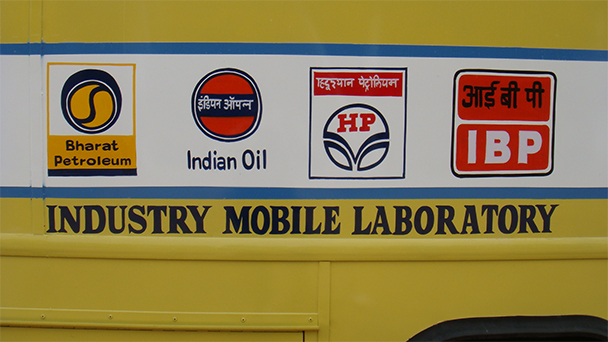 Bharat
Petroleum
इंडियन ऑयल
Indian Oil
हिन्दुस्तान पेट्रोलियम
HP
आई बी पी
IBP
INDUSTRY MOBILE LABORATORY